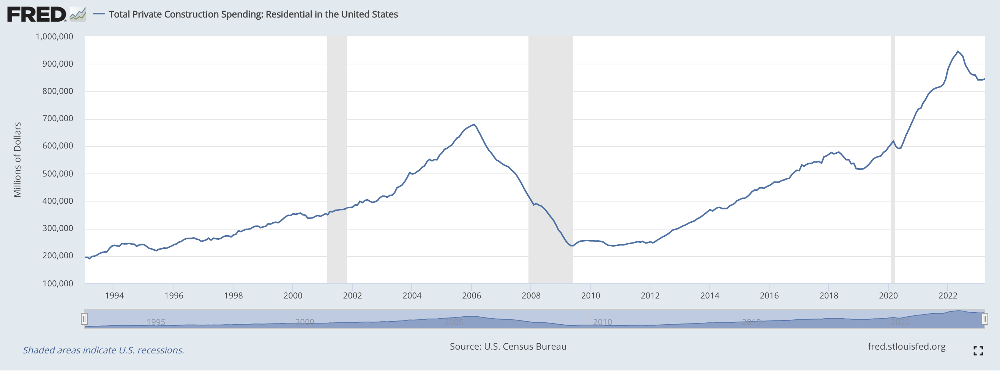 FRED Total Private Construction Spending: Residential in the United States
Millions of Dollars
1,000,000
900,000
800,000
700,000
600,000
500,000
400,000
300,000
200,000
100,000
1994 1996 1998 2000 2002 2004 2006 2008 2010 2012 2014 2016 2018 2020 2022
1995 2000 2005 2010 2015 2020
Shaded areas indicate U.S. recessions.
Source: U.S. Census Bureau
fred.stlouisfed.org